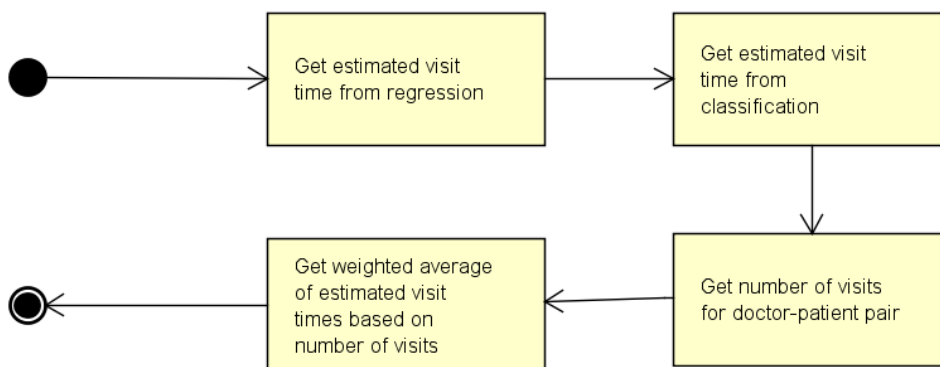 Get estimated visit
time from regression
Get estimated visit
time from
classification
Get weighted average
of estimated visit
times based on
number of visits
Get number of visits
for doctor-patient pair